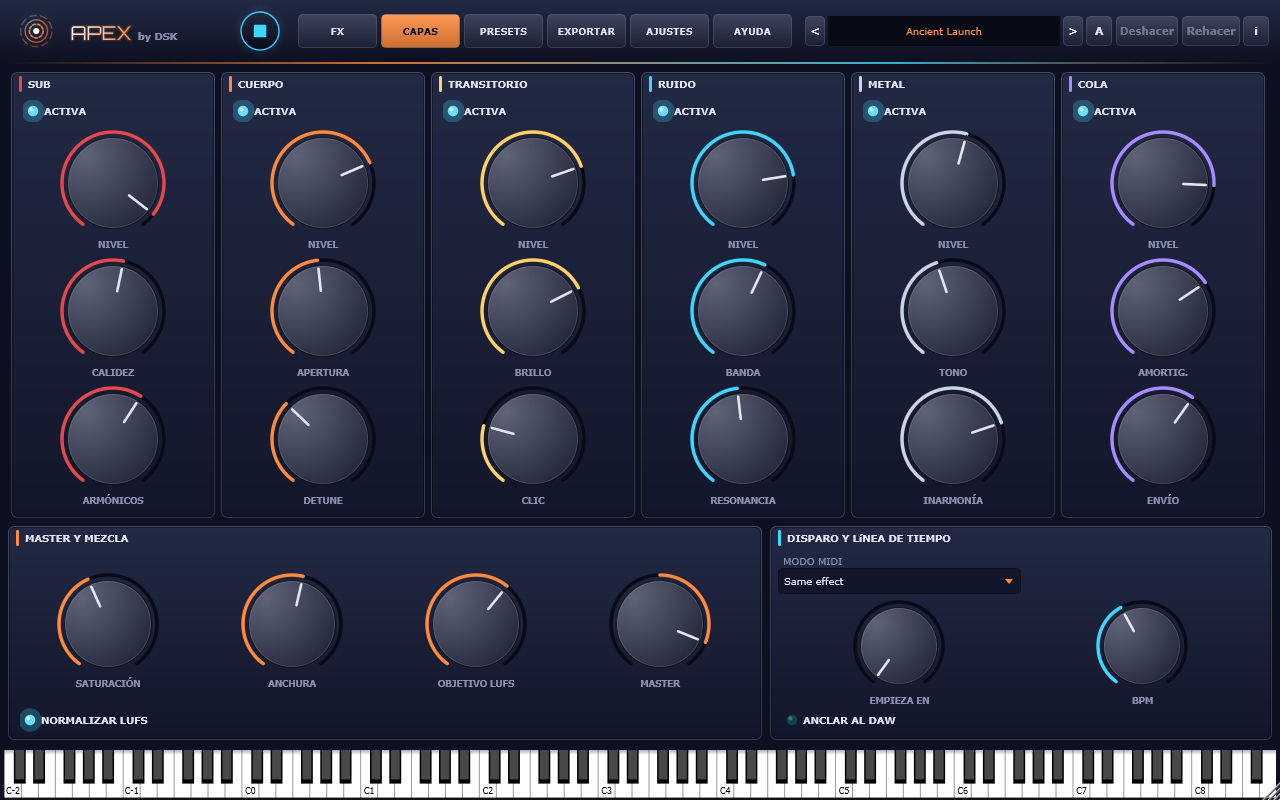 APEX by DSK
FX
CAPAS
PRESETS
EXPORTAR
AJUSTES
AYUDA
<
Ancient Launch
>
A
Deshacer
Rehacer
i
SUB
ACTIVA
NIVEL
CALIDEZ
ARMÓNICOS
CUERPO
ACTIVA
NIVEL
APERTURA
DETUNE
TRANSITORIO
ACTIVA
NIVEL
BRILLO
CLIC
RUIDO
ACTIVA
NIVEL
BANDA
RESONANCIA
METAL
ACTIVA
NIVEL
TONO
INARMONÍA
COLA
ACTIVA
NIVEL
AMORTIG.
ENVÍO
MASTER Y MEZCLA
SATURACIÓN
ANCHURA
OBJETIVO LUFS
MASTER
NORMALIZAR LUFS
DISPARO Y LíNEA DE TIEMPO
MODO MIDI
Same effect
EMPIEZA EN
BPM
ANCLAR AL DAW
C-2
C-1
C0
C1
C2
C3
C4
C5
C6
C7
C8